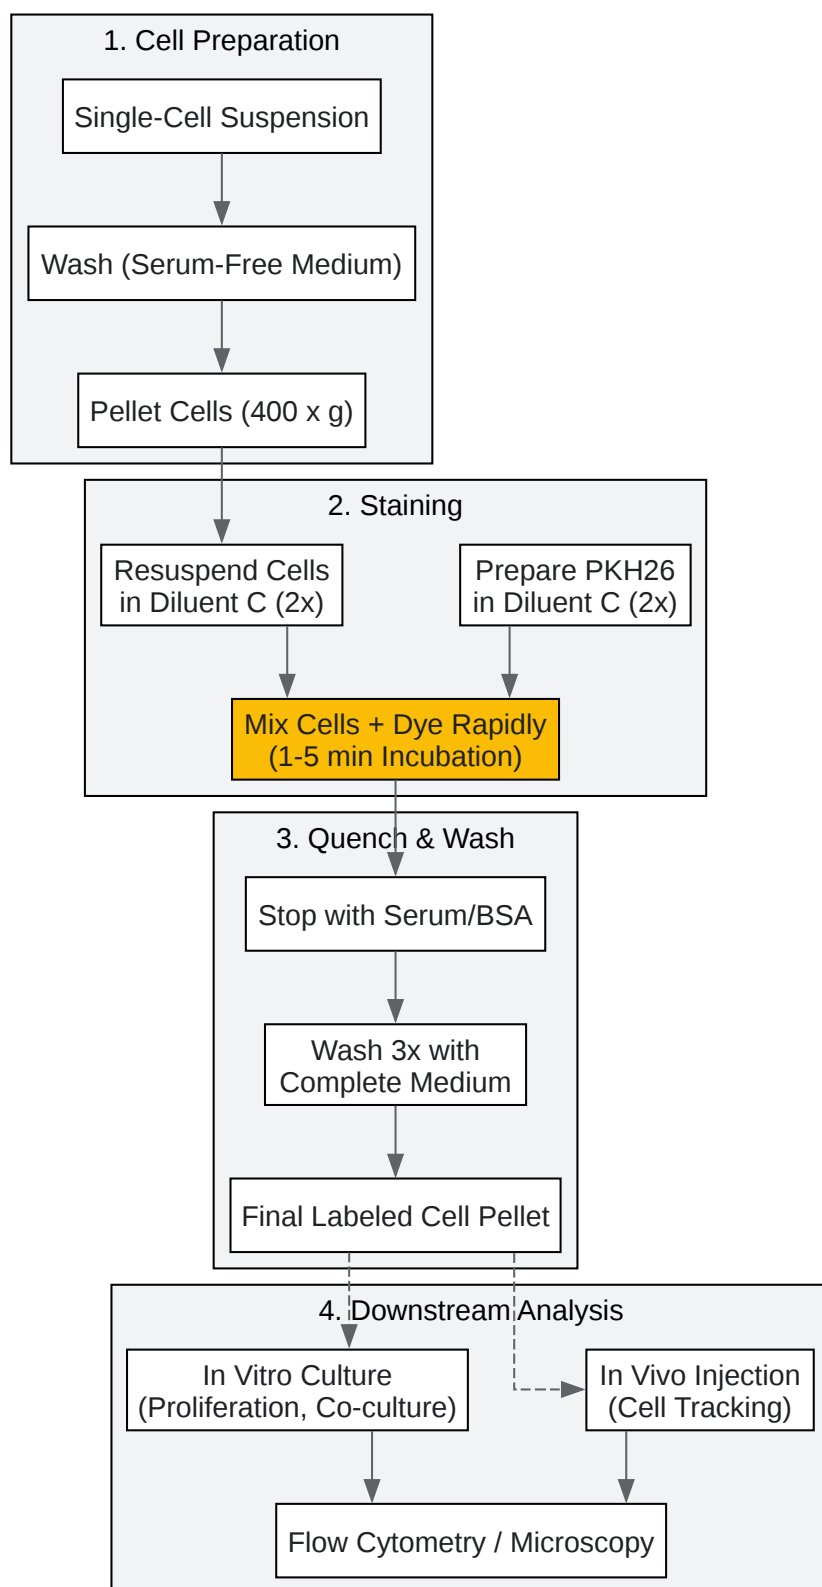 1. Cell Preparation
Single-Cell Suspension
Wash (Serum-Free Medium)
Pellet Cells (400 x g)
2. Staining
Resuspend Cells
in Diluent C (2x)
Prepare PKH26
in Diluent C (2x)
Mix Cells + Dye Rapidly
(1-5 min Incubation)
3. Quench & Wash
Stop with Serum/BSA
Wash 3x with
Complete Medium
Final Labeled Cell Pellet
4. Downstream Analysis
In Vitro Culture
(Proliferation, Co-culture)
In Vivo Injection
(Cell Tracking)
Flow Cytometry / Microscopy